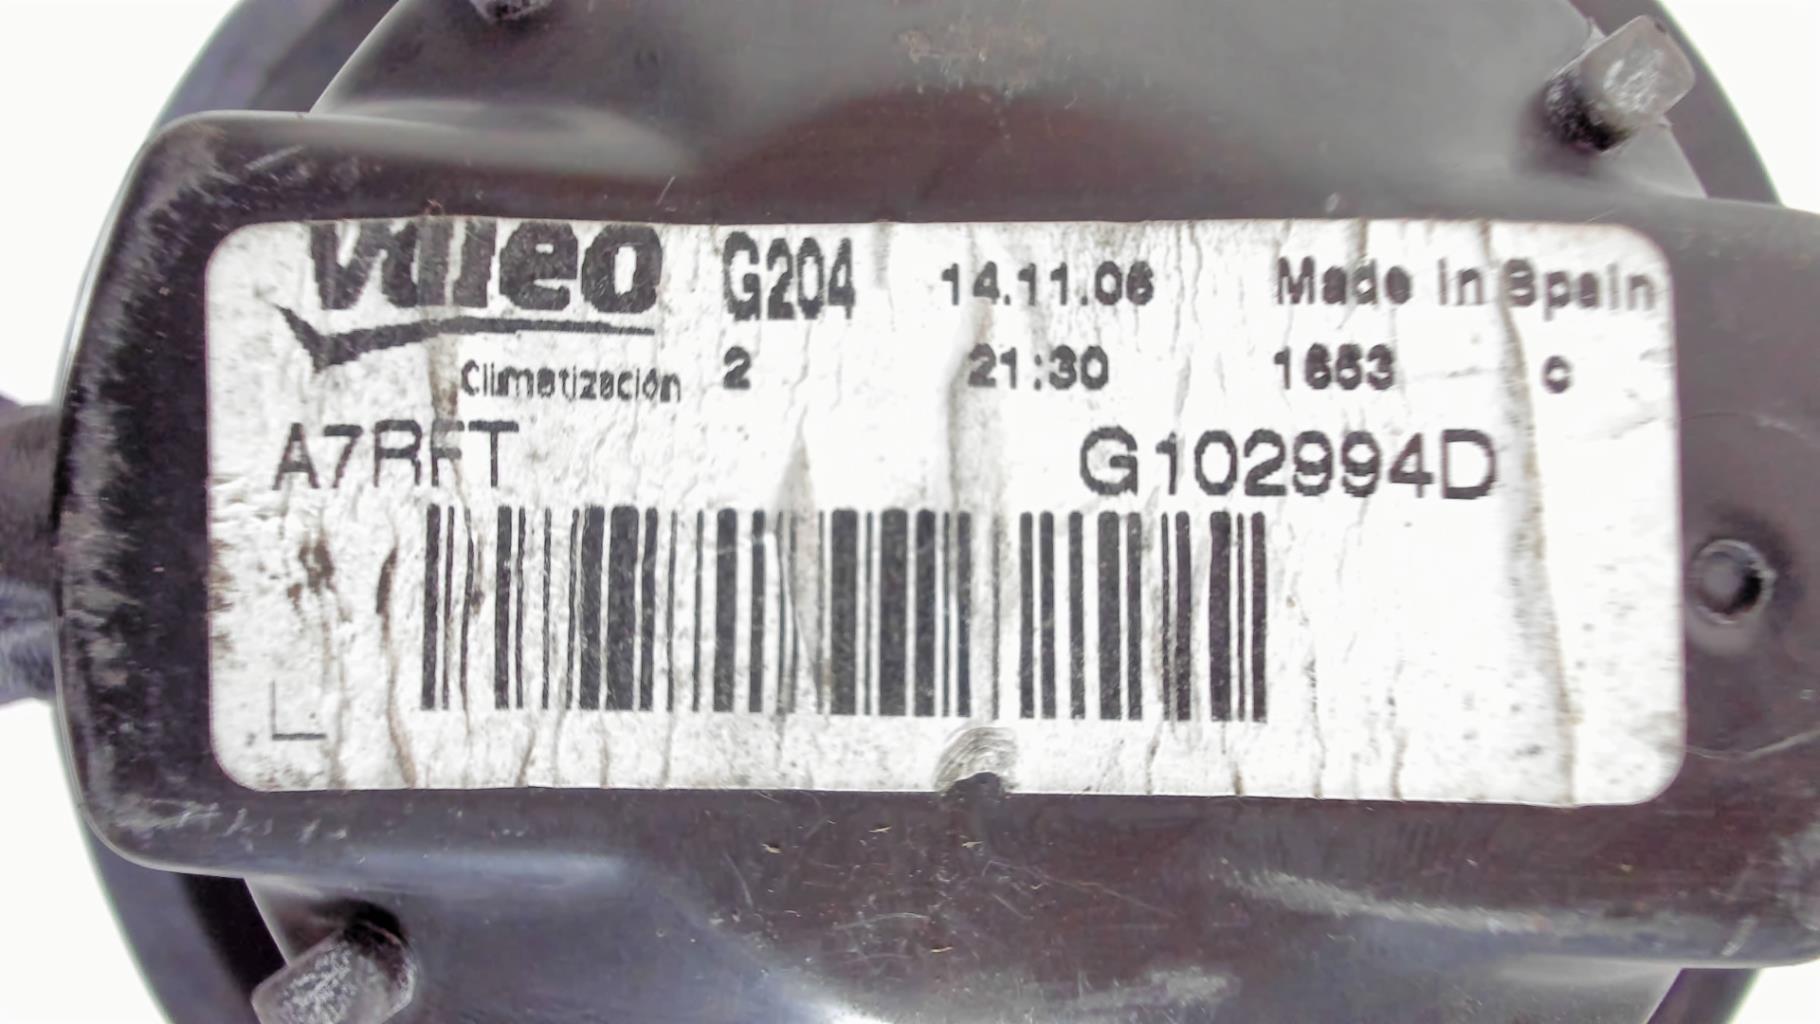 Valeo G204 14.11.06 Made in Spain
Climatización 2 21:30 1653 c
A7RFT G102994D
L